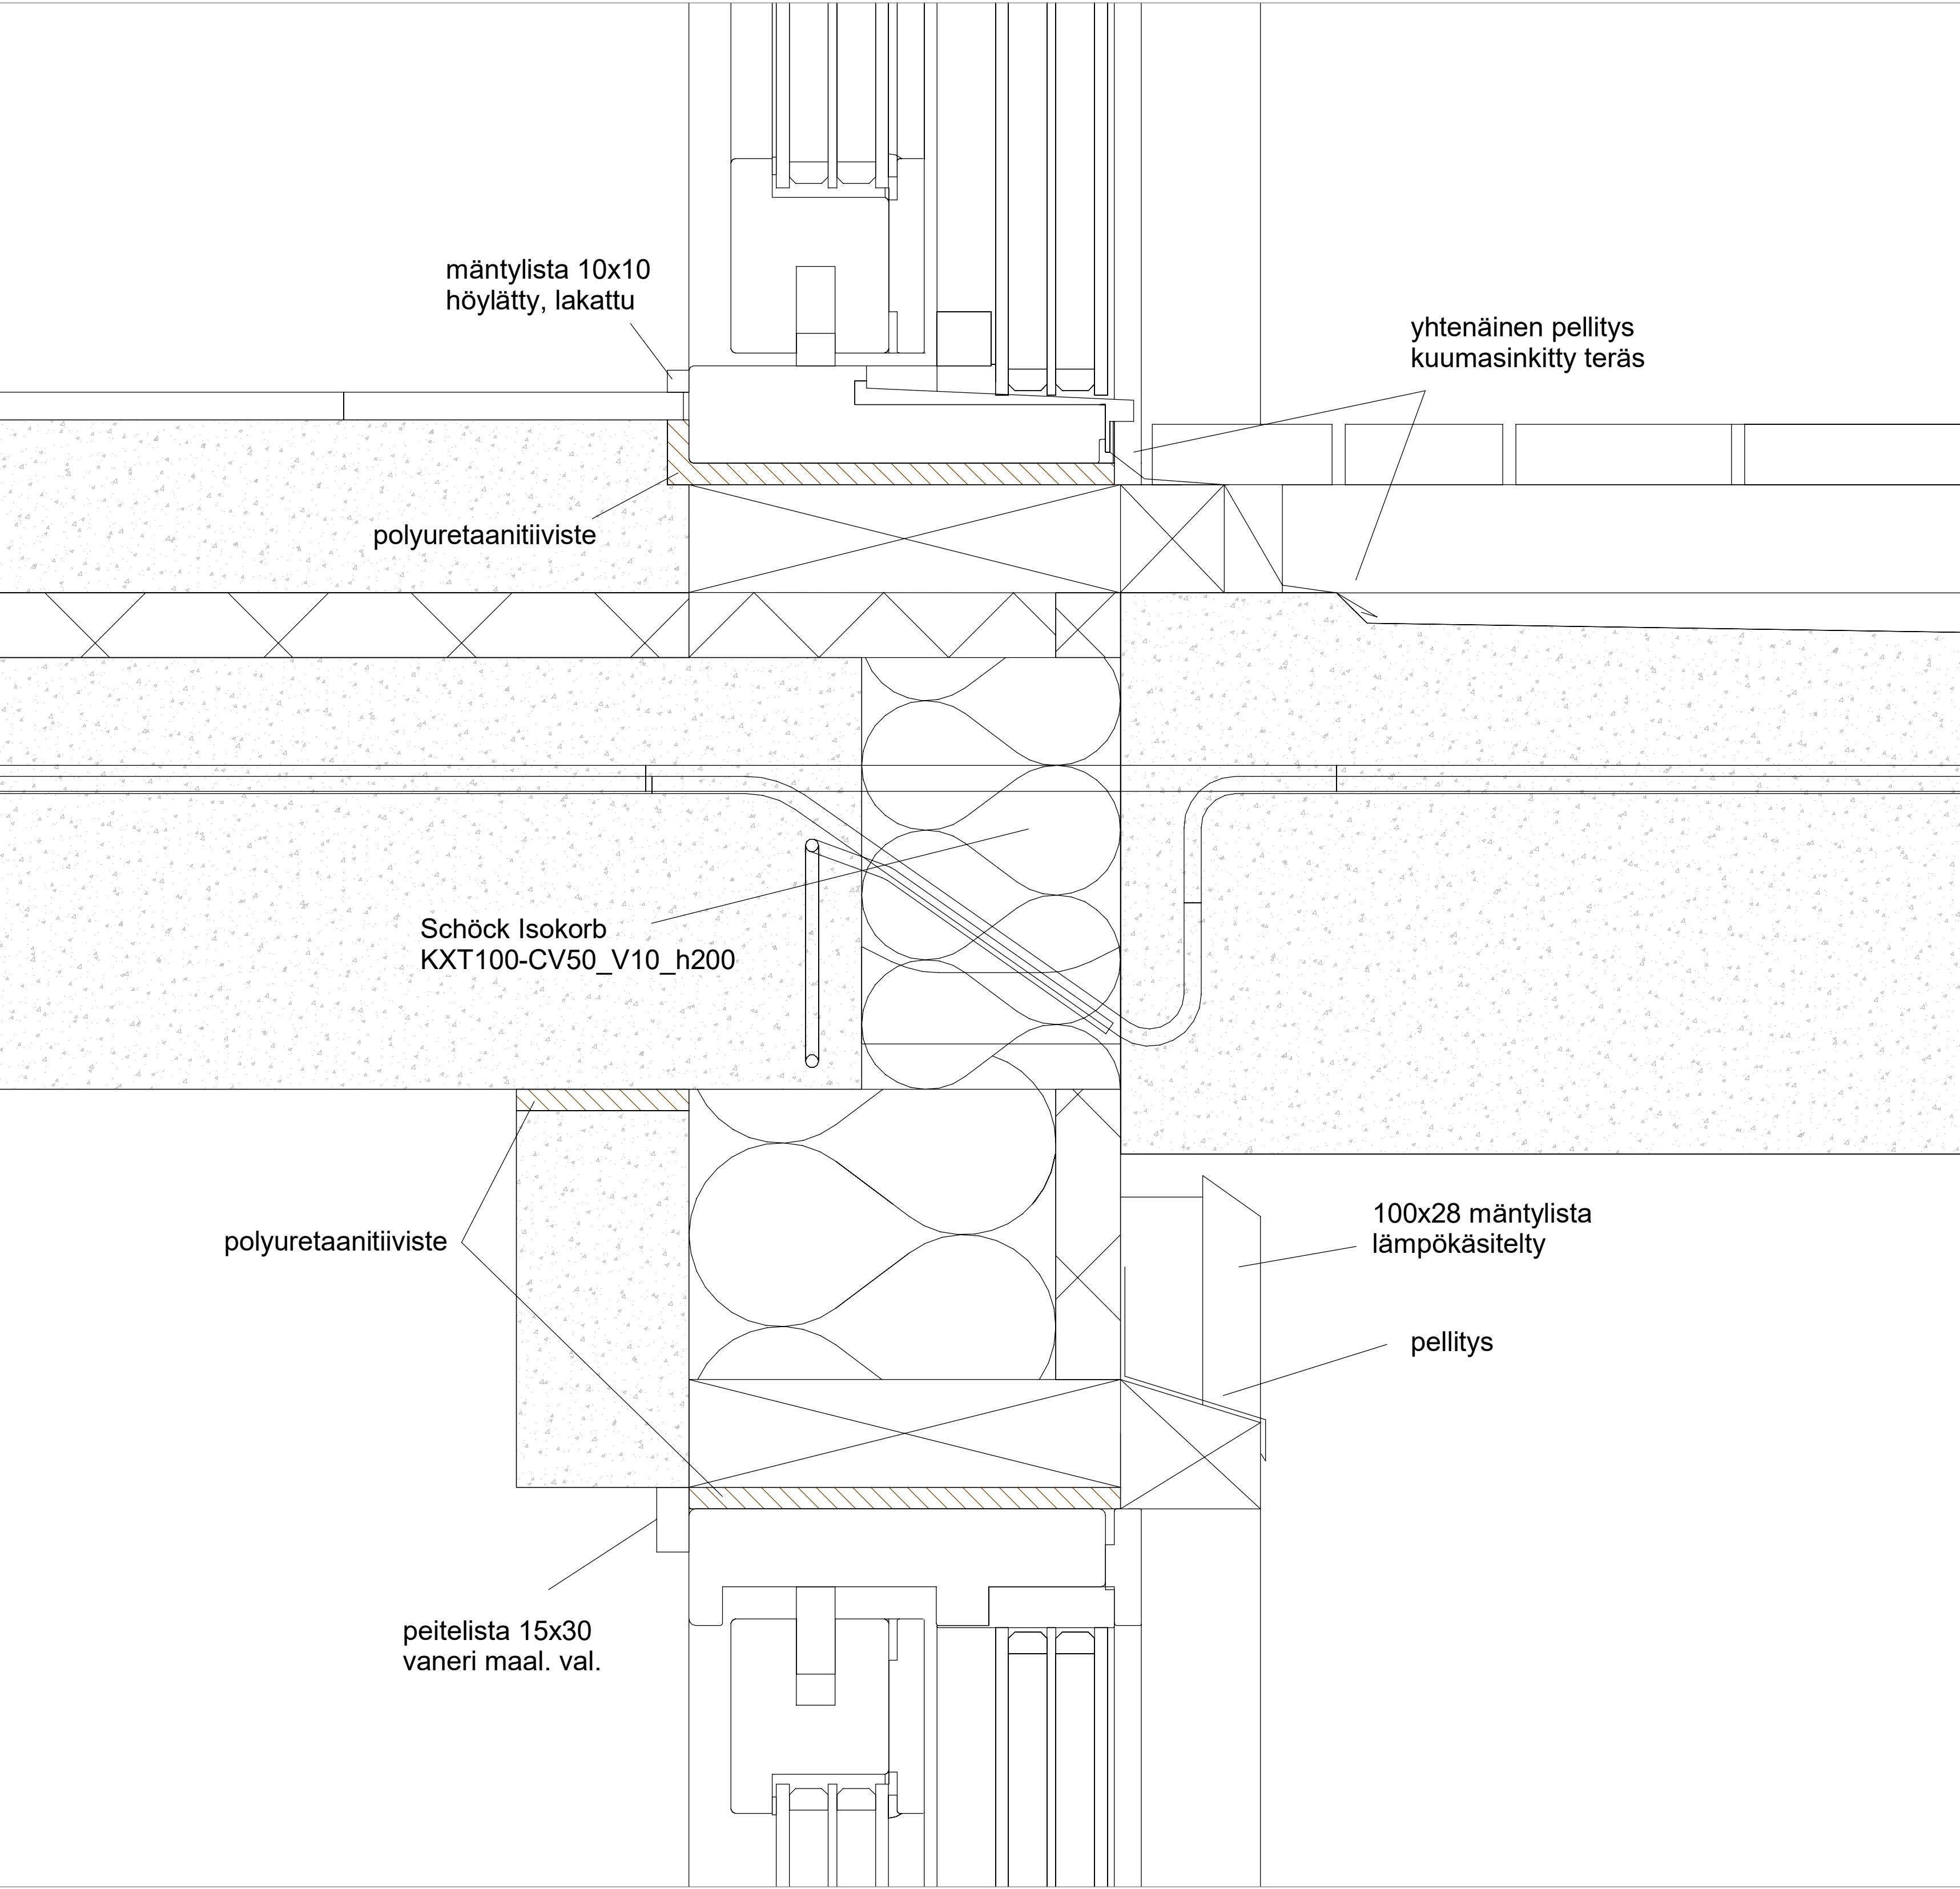 mäntylista 10x10
höylätty, lakattu
yhtenäinen pellitys
kuumasinkitty teräs
polyuretaanitiiviste
Schöck Isokorb
KXT100-CV50_V10_h200
polyuretaanitiiviste
100x28 mäntylista
lämpökäsitelty
pellitys
peitelista 15x30
vaneri maal. val.